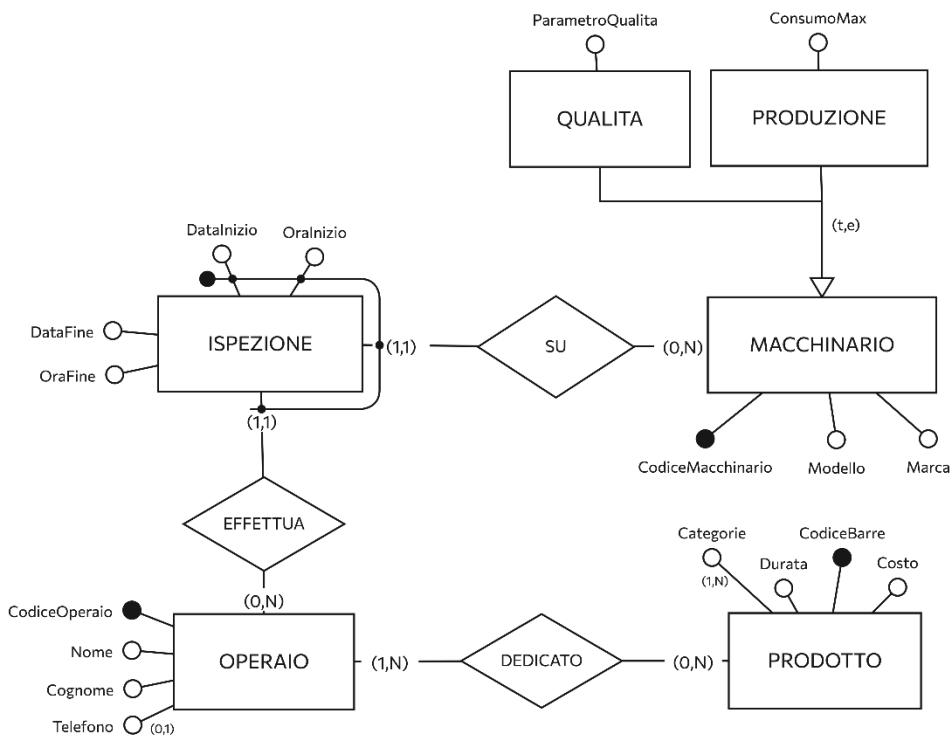 ParametroQualita
ConsumoMax
QUALITA
PRODUZIONE
(t,e)
DataInizio
OraInizio
DataFine
OraFine
ISPEZIONE
(1,1)
SU
(0,N)
MACCHINARIO
(1,1)
CodiceMacchinario
Modello
Marca
EFFETTUA
(0,N)
CodiceOperaio
Nome
Cognome
Telefono
(0,1)
OPERAIO
(1,N)
DEDICATO
(0,N)
Categorie
(1,N)
Durata
CodiceBarre
Costo
PRODOTTO